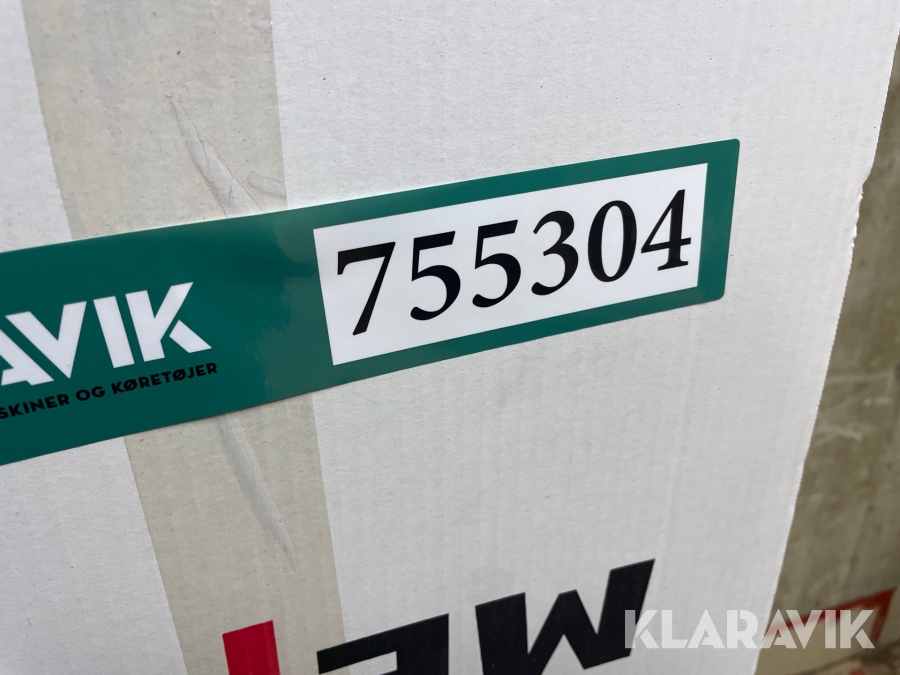 755304
AVIK
SKINER OG KØRETØJER
KLARAVIK